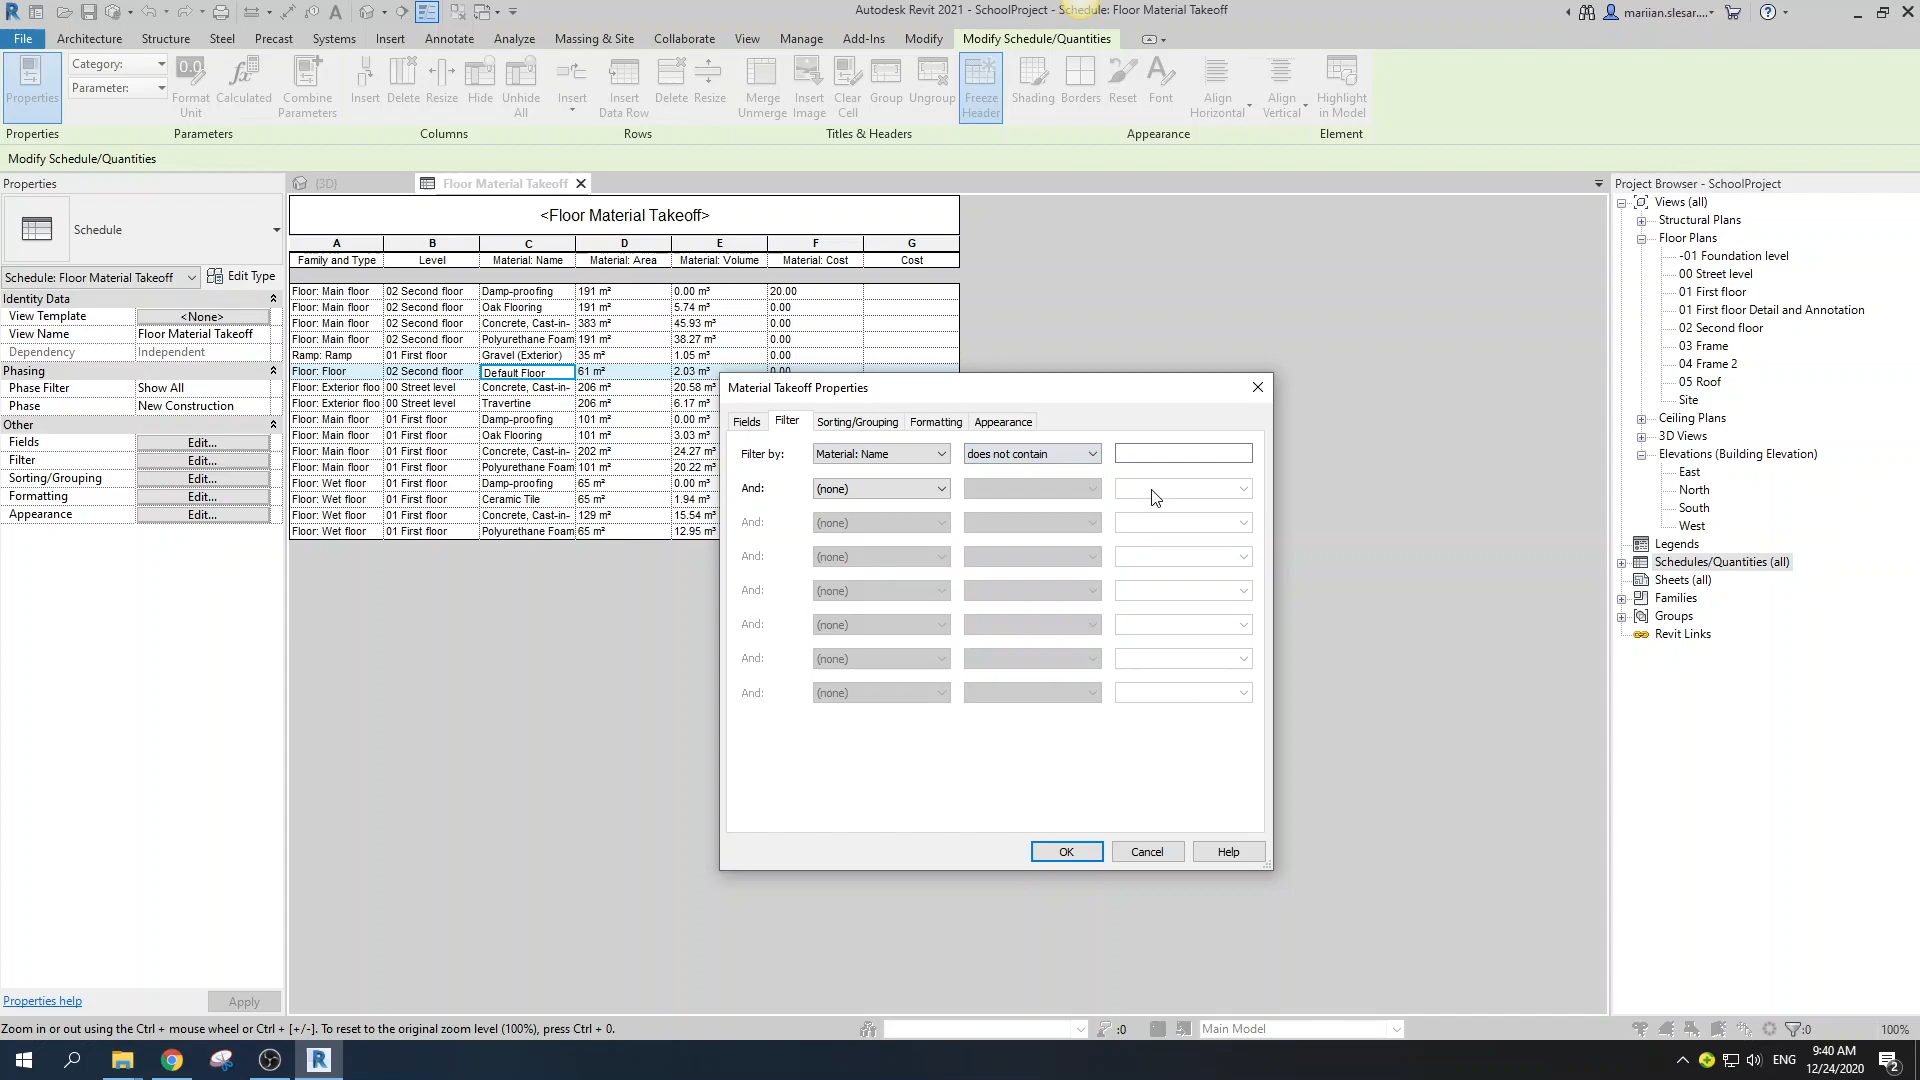 Autodesk Revit 2021 - SchoolProject - Schedule: Floor Material Takeoff
mariian.slesar...
File Architecture Structure Steel Precast Systems Insert Annotate Analyze Massing & Site Collaborate View Manage Add-Ins Modify Modify Schedule/Quantities
Category:
Parameter:
Properties
Format Unit
Calculated
Combine Parameters
Insert Delete Resize Hide Unhide All
Insert
Insert Data Row
Delete Resize
Merge Unmerge
Insert Image
Clear Cell
Group Ungroup
Freeze Header
Shading Borders Reset Font
Align Horizontal
Align Vertical
Highlight in Model
Properties Parameters Columns Rows Titles & Headers Appearance Element
Modify Schedule/Quantities
Properties
Schedule
Schedule: Floor Material Takeoff Edit Type
Identity Data
View Template <None>
View Name Floor Material Takeoff
Dependency Independent
Phasing
Phase Filter Show All
Phase New Construction
Other
Fields Edit...
Filter Edit...
Sorting/Grouping Edit...
Formatting Edit...
Appearance Edit...
Properties help Apply
{3D} Floor Material Takeoff
<Floor Material Takeoff>
A B C D E F G
Family and Type Level Material: Name Material: Area Material: Volume Material: Cost Cost
Floor: Main floor 02 Second floor Damp-proofing 191 m² 0.00 m³ 20.00
Floor: Main floor 02 Second floor Oak Flooring 191 m² 5.74 m³ 0.00
Floor: Main floor 02 Second floor Concrete, Cast-in- 383 m² 45.93 m³ 0.00
Floor: Main floor 02 Second floor Polyurethane Foam 191 m² 38.27 m³ 0.00
Ramp: Ramp 01 First floor Gravel (Exterior) 35 m² 1.05 m³ 0.00
Floor: Floor 02 Second floor Default Floor 61 m² 2.03 m³ 0.00
Floor: Exterior floo 00 Street level Concrete, Cast-in- 206 m² 20.58 m³
Floor: Exterior floo 00 Street level Travertine 206 m² 6.17 m³
Floor: Main floor 01 First floor Damp-proofing 101 m² 0.00 m³
Floor: Main floor 01 First floor Oak Flooring 101 m² 3.03 m³
Floor: Main floor 01 First floor Concrete, Cast-in- 202 m² 24.27 m³
Floor: Main floor 01 First floor Polyurethane Foam 101 m² 20.22 m³
Floor: Wet floor 01 First floor Damp-proofing 65 m² 0.00 m³
Floor: Wet floor 01 First floor Ceramic Tile 65 m² 1.94 m³
Floor: Wet floor 01 First floor Concrete, Cast-in- 129 m² 15.54 m³
Floor: Wet floor 01 First floor Polyurethane Foam 65 m² 12.95 m³
Material Takeoff Properties
Fields Filter Sorting/Grouping Formatting Appearance
Filter by: Material: Name does not contain
And: (none)
And: (none)
And: (none)
And: (none)
And: (none)
And: (none)
And: (none)
OK Cancel Help
Project Browser - SchoolProject
Views (all)
Structural Plans
Floor Plans
-01 Foundation level
00 Street level
01 First floor
01 First floor Detail and Annotation
02 Second floor
03 Frame
04 Frame 2
05 Roof
Site
Ceiling Plans
3D Views
Elevations (Building Elevation)
East
North
South
West
Legends
Schedules/Quantities (all)
Sheets (all)
Families
Groups
Revit Links
Zoom in or out using the Ctrl + mouse wheel or Ctrl + [+/-]. To reset to the original zoom level (100%), press Ctrl + 0.
:0 Main Model :0 100%
ENG 9:40 AM
12/24/2020
2